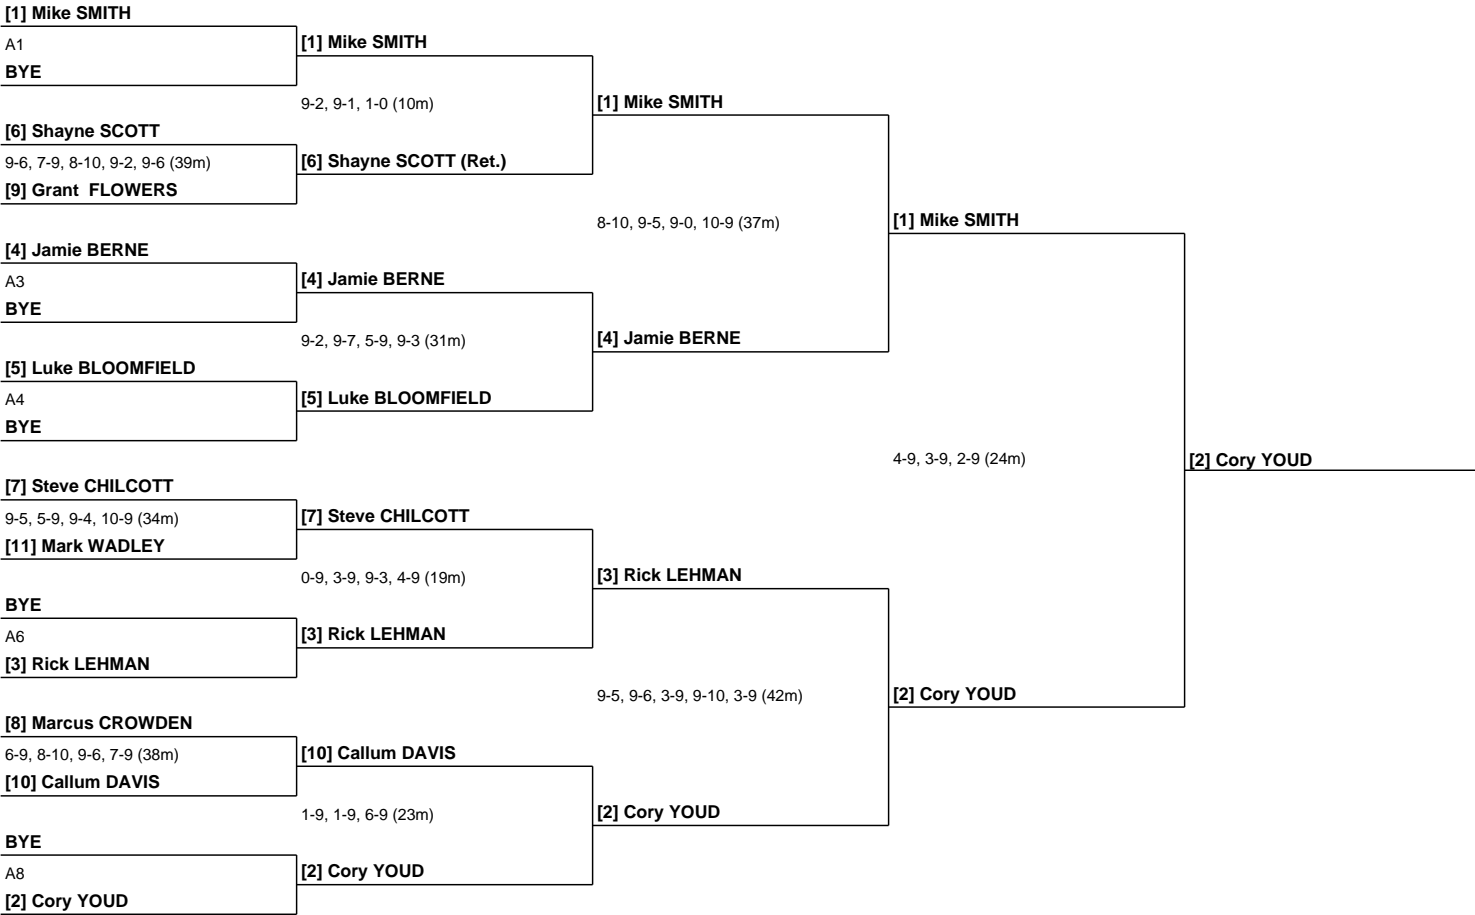 [1] Mike SMITH
A1
BYE
[6] Shayne SCOTT
9-6, 7-9, 8-10, 9-2, 9-6 (39m)
[9] Grant  FLOWERS
[4] Jamie BERNE
A3
BYE
[5] Luke BLOOMFIELD
A4
BYE
[7] Steve CHILCOTT
9-5, 5-9, 9-4, 10-9 (34m)
[11] Mark WADLEY
BYE
A6
[3] Rick LEHMAN
[8] Marcus CROWDEN
6-9, 8-10, 9-6, 7-9 (38m)
[10] Callum DAVIS
BYE
A8
[2] Cory YOUD
[1] Mike SMITH
9-2, 9-1, 1-0 (10m)
[6] Shayne SCOTT (Ret.)
[4] Jamie BERNE
9-2, 9-7, 5-9, 9-3 (31m)
[5] Luke BLOOMFIELD
[7] Steve CHILCOTT
0-9, 3-9, 9-3, 4-9 (19m)
[3] Rick LEHMAN
[10] Callum DAVIS
1-9, 1-9, 6-9 (23m)
[2] Cory YOUD
[1] Mike SMITH
8-10, 9-5, 9-0, 10-9 (37m)
[4] Jamie BERNE
[3] Rick LEHMAN
9-5, 9-6, 3-9, 9-10, 3-9 (42m)
[2] Cory YOUD
[1] Mike SMITH
4-9, 3-9, 2-9 (24m)
[2] Cory YOUD
[2] Cory YOUD